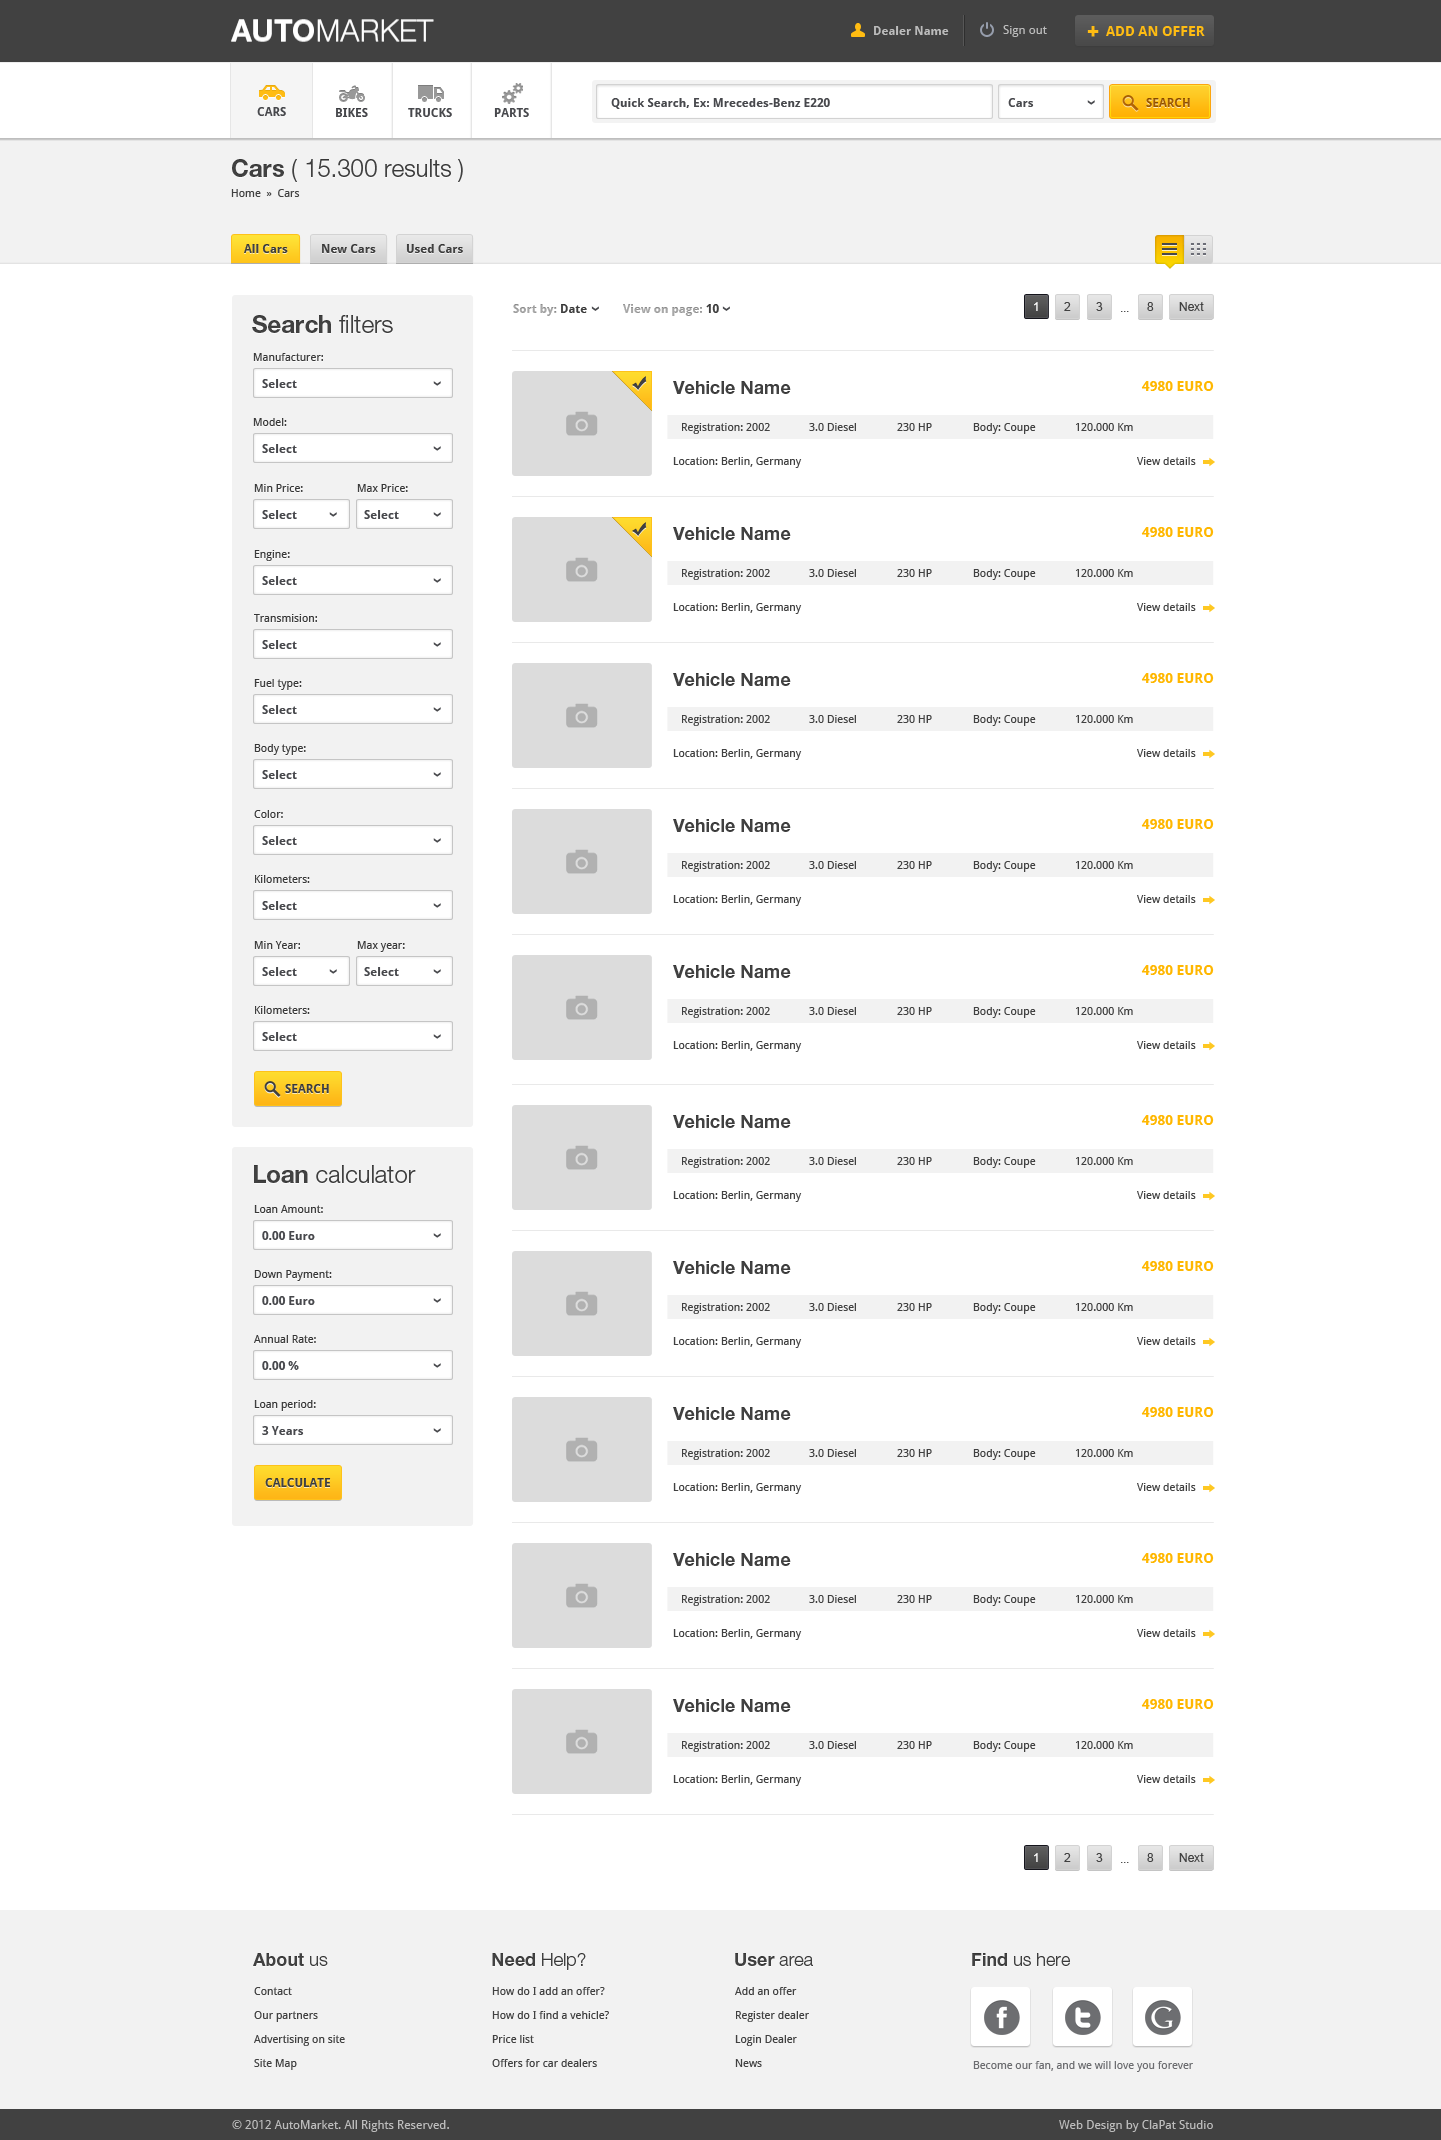 AUTOMARKET
Dealer Name
Sign out
ADD AN OFFER
CARS
BIKES
TRUCKS
PARTS
Quick Search, Ex: Mrecedes-Benz E220
Cars
SEARCH
Cars ( 15.300 results )
Home » Cars
All Cars
New Cars
Used Cars
Search filters
Manufacturer:
Select
Model:
Select
Min Price: Max Price:
Select Select
Engine:
Select
Transmision:
Select
Fuel type:
Select
Body type:
Select
Color:
Select
Kilometers:
Select
Min Year: Max year:
Select Select
Kilometers:
Select
SEARCH
Loan calculator
Loan Amount:
0.00 Euro
Down Payment:
0.00 Euro
Annual Rate:
0.00 %
Loan period:
3 Years
CALCULATE
Sort by: Date View on page: 10
1 2 3 ... 8 Next
Vehicle Name 4980 EURO
Registration: 2002 3.0 Diesel 230 HP Body: Coupe 120.000 Km
Location: Berlin, Germany View details
Vehicle Name 4980 EURO
Registration: 2002 3.0 Diesel 230 HP Body: Coupe 120.000 Km
Location: Berlin, Germany View details
Vehicle Name 4980 EURO
Registration: 2002 3.0 Diesel 230 HP Body: Coupe 120.000 Km
Location: Berlin, Germany View details
Vehicle Name 4980 EURO
Registration: 2002 3.0 Diesel 230 HP Body: Coupe 120.000 Km
Location: Berlin, Germany View details
Vehicle Name 4980 EURO
Registration: 2002 3.0 Diesel 230 HP Body: Coupe 120.000 Km
Location: Berlin, Germany View details
Vehicle Name 4980 EURO
Registration: 2002 3.0 Diesel 230 HP Body: Coupe 120.000 Km
Location: Berlin, Germany View details
Vehicle Name 4980 EURO
Registration: 2002 3.0 Diesel 230 HP Body: Coupe 120.000 Km
Location: Berlin, Germany View details
Vehicle Name 4980 EURO
Registration: 2002 3.0 Diesel 230 HP Body: Coupe 120.000 Km
Location: Berlin, Germany View details
Vehicle Name 4980 EURO
Registration: 2002 3.0 Diesel 230 HP Body: Coupe 120.000 Km
Location: Berlin, Germany View details
Vehicle Name 4980 EURO
Registration: 2002 3.0 Diesel 230 HP Body: Coupe 120.000 Km
Location: Berlin, Germany View details
1 2 3 ... 8 Next
About us
Contact
Our partners
Advertising on site
Site Map
Need Help?
How do I add an offer?
How do I find a vehicle?
Price list
Offers for car dealers
User area
Add an offer
Register dealer
Login Dealer
News
Find us here
f t G
Become our fan, and we will love you forever
© 2012 AutoMarket. All Rights Reserved.
Web Design by ClaPat Studio